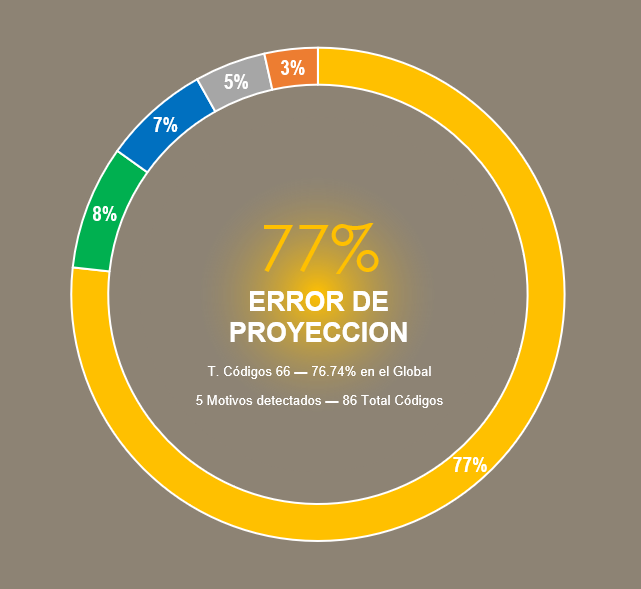 3%
5%
7%
8%
77%
ERROR DE
PROYECCION
T. Códigos 66 — 76.74% en el Global
5 Motivos detectados — 86 Total Códigos
77%